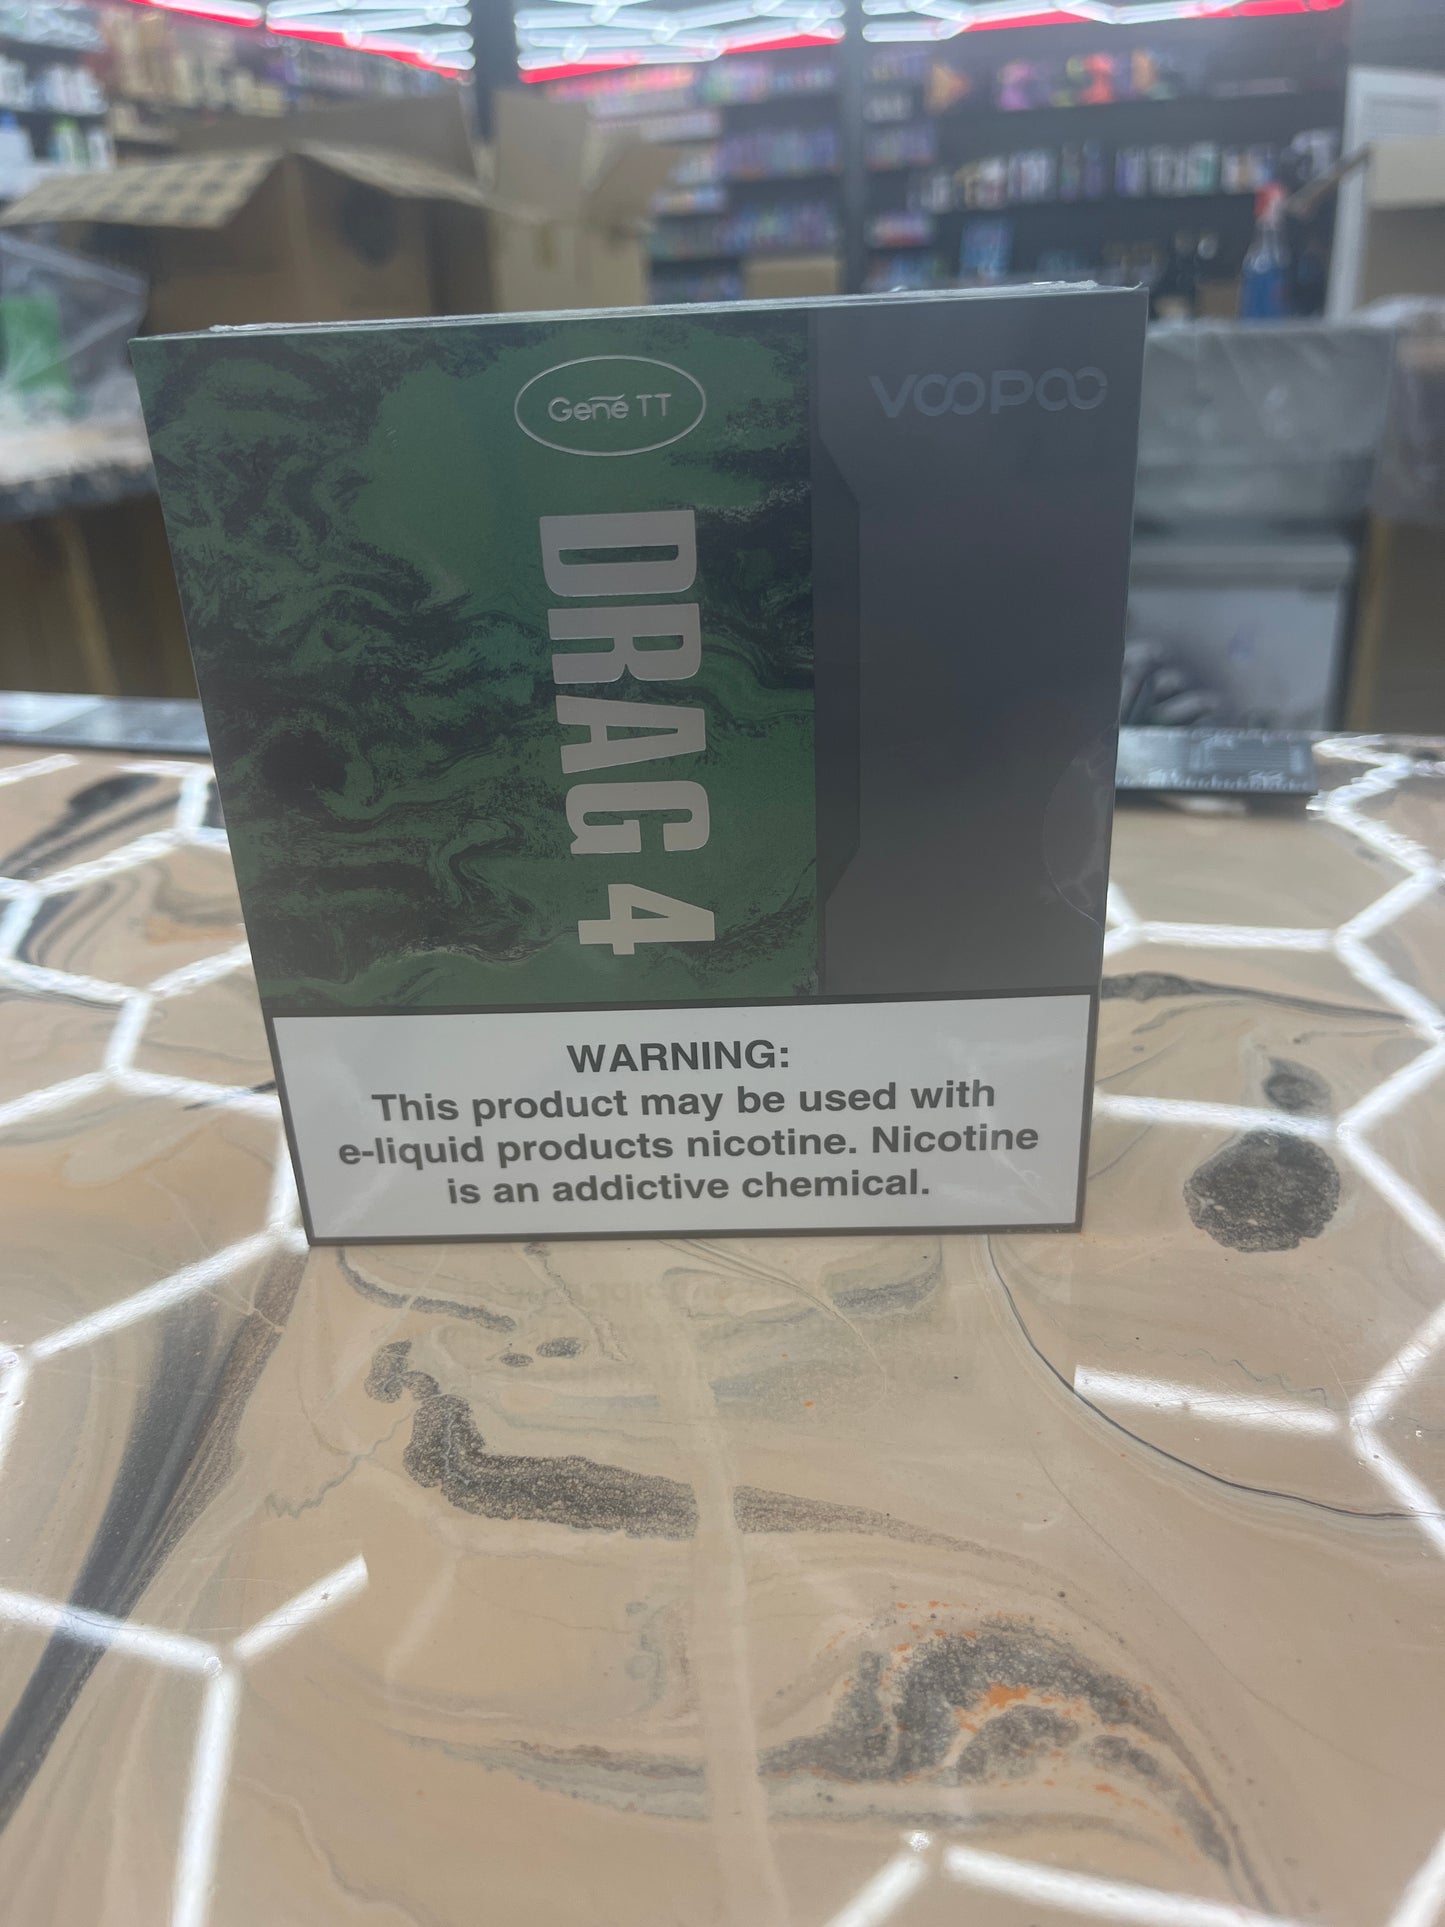 Gene TT
VOOPOO
DRAG 4
WARNING:
This product may be used with
e-liquid products nicotine. Nicotine
is an addictive chemical.